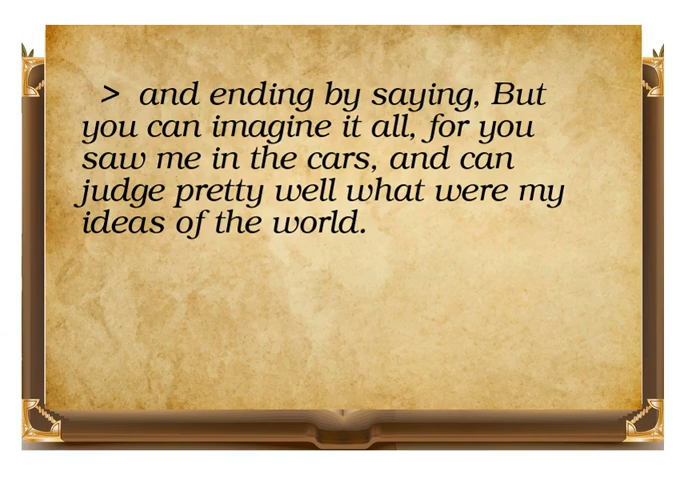 > and ending by saying, But
you can imagine it all, for you
saw me in the cars, and can
judge pretty well what were my
ideas of the world.